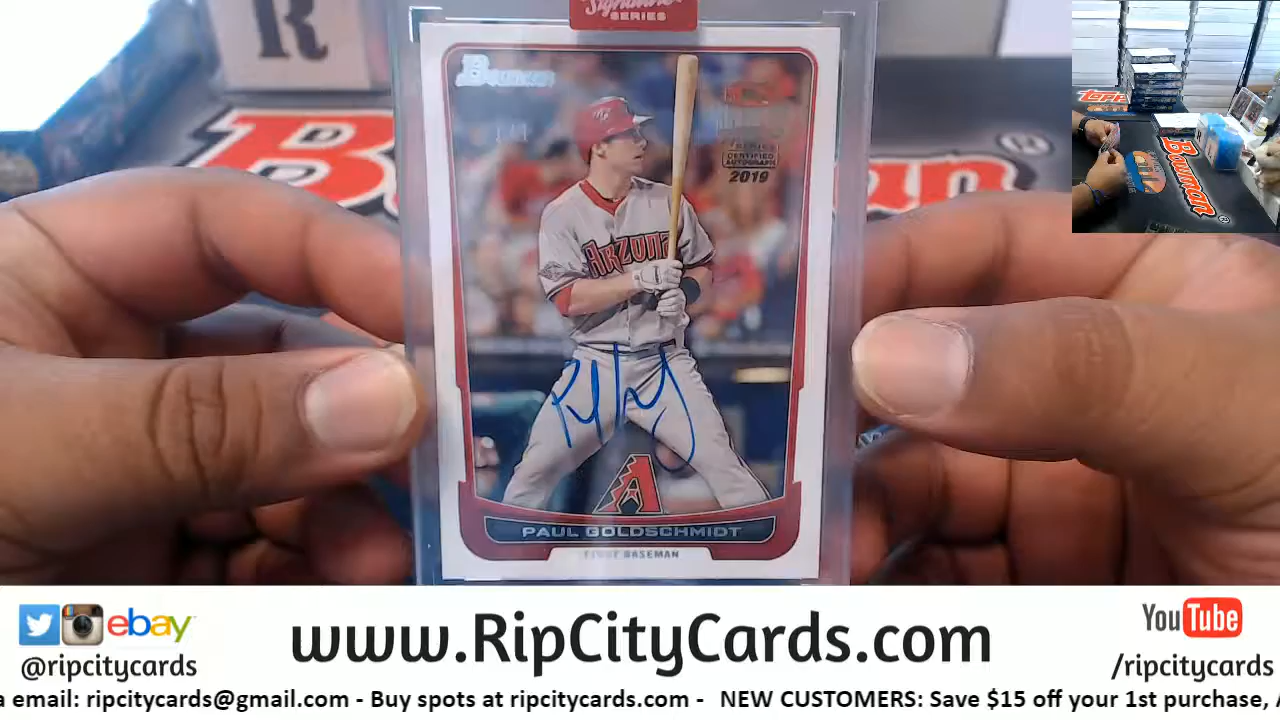 Signature
SERIES
R
Bowman
CERTIFIED
AUTOGRAPH
2019
ARIZONA
A
PAUL GOLDSCHMIDT
FIRST BASEMAN
®
topps
Bowman
®
ebay
@ripcitycards
www.RipCityCards.com
YouTube
/ripcitycards
a email: ripcitycards@gmail.com - Buy spots at ripcitycards.com - NEW CUSTOMERS: Save $15 off your 1st purchase, A